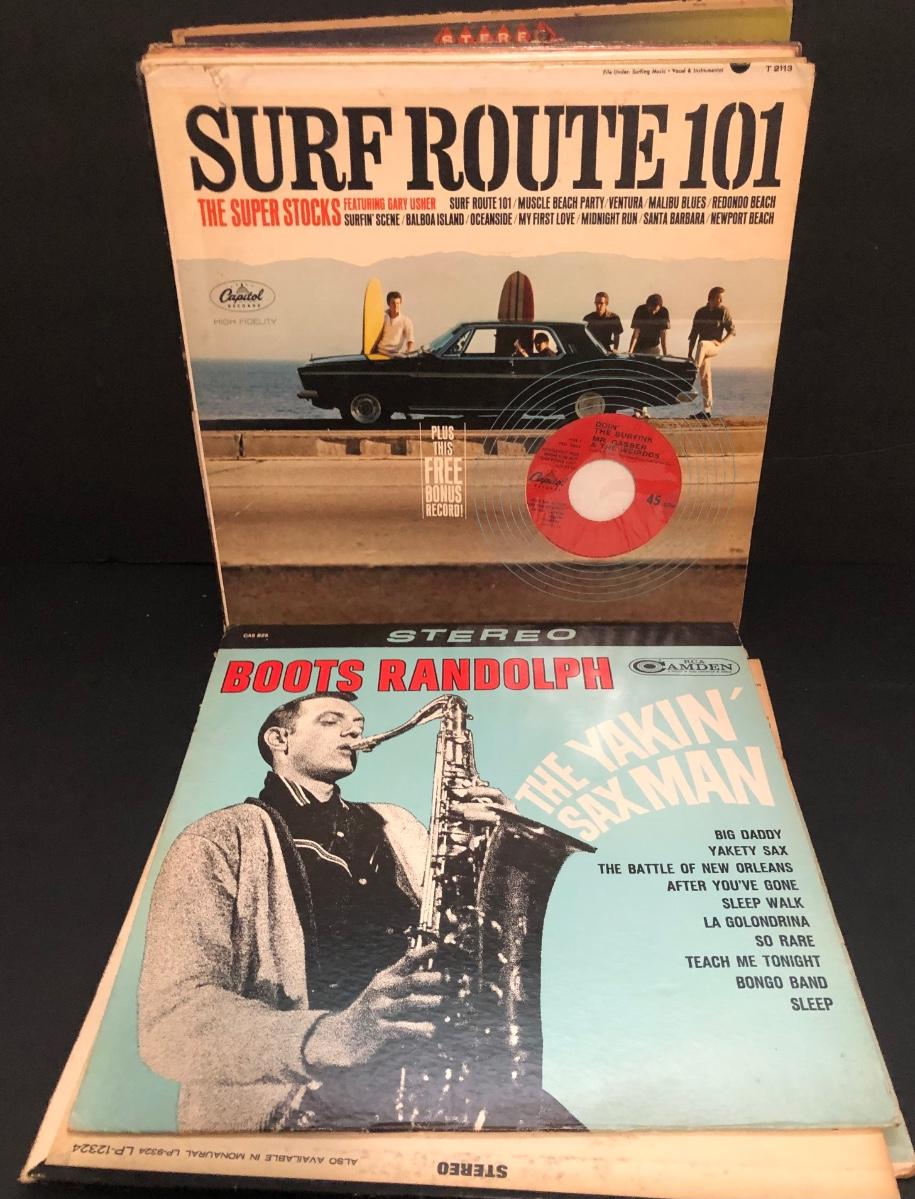 STEREO
File Under: Surfing Music • Vocal & Instrumental
T 2113
SURF ROUTE 101
THE SUPER STOCKS FEATURING GARY USHER
SURF ROUTE 101 / MUSCLE BEACH PARTY / VENTURA / MALIBU BLUES / REDONDO BEACH
SURFIN' SCENE / BALBOA ISLAND / OCEANSIDE / MY FIRST LOVE / MIDNIGHT RUN / SANTA BARBARA / NEWPORT BEACH
Capitol
RECORDS
HIGH FIDELITY
PLUS
THIS
FREE
BONUS
RECORD!
DOIN'
THE SURFINK
MR. GASSER
& THE WEIRDOS
Capitol
45
CAS 825
STEREO
BOOTS RANDOLPH
RCA
CAMDEN
THE YAKIN'
SAX MAN
BIG DADDY
YAKETY SAX
THE BATTLE OF NEW ORLEANS
AFTER YOU'VE GONE
SLEEP WALK
LA GOLONDRINA
SO RARE
TEACH ME TONIGHT
BONGO BAND
SLEEP
STEREO
ALSO AVAILABLE IN MONAURAL LP-9324 LP-12324